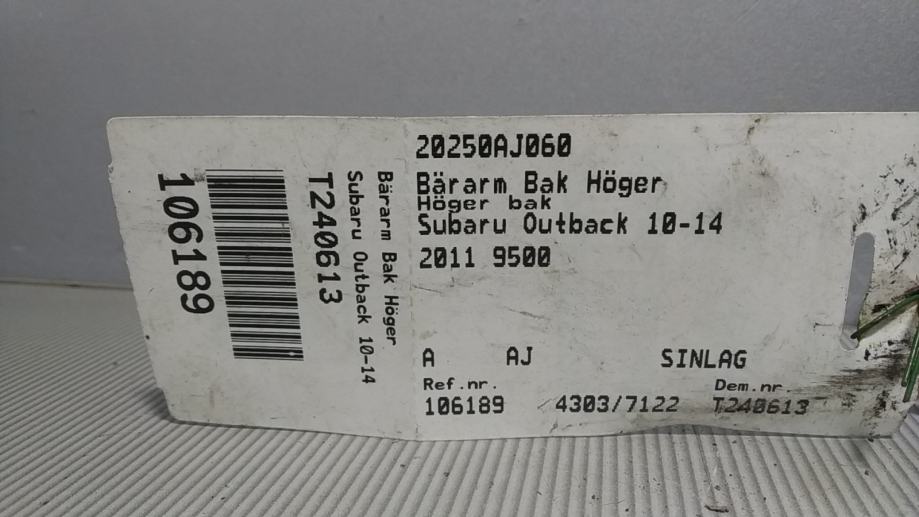 106189
T240613
Bärarm Bak Höger
Subaru Outback 10-14
20250AJ060
Bärarm Bak Höger
Höger bak
Subaru Outback 10-14
2011 9500
A AJ SINLAG
Ref.nr. Dem.nr.
106189 4303/7122 T240613